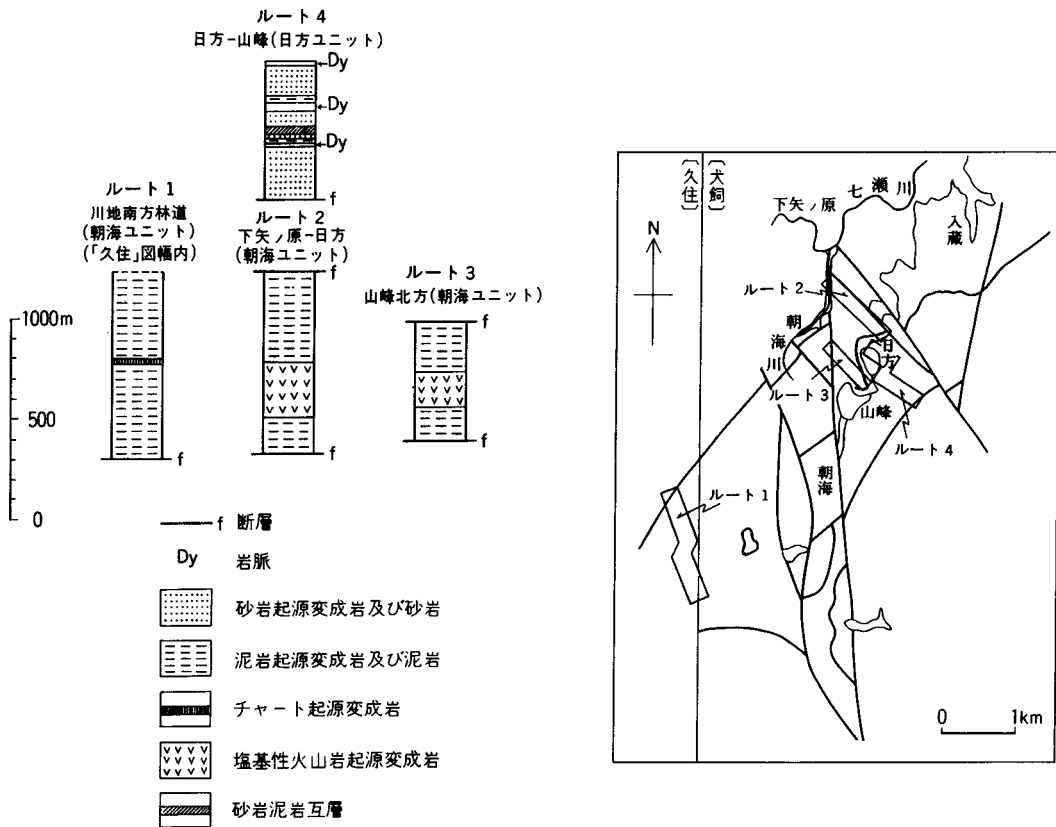 ルート4
日方-山峰(日方ユニット)
Dy
Dy
Dy
f
ルート1
川地南方林道
(朝海ユニット)
(「久住」図幅内)
f
ルート2
下矢ノ原-日方
(朝海ユニット)
f
f
ルート3
山峰北方(朝海ユニット)
f
f
1000m
500
0
f 断層
Dy 岩脈
砂岩起源変成岩及び砂岩
泥岩起源変成岩及び泥岩
チャート起源変成岩
塩基性火山岩起源変成岩
砂岩泥岩互層
〔久住〕
〔犬飼〕
N
下矢ノ原
七瀬川
入蔵
ルート2
朝海川
日方
ルート3
山峰
ルート4
朝海
ルート1
0 1km